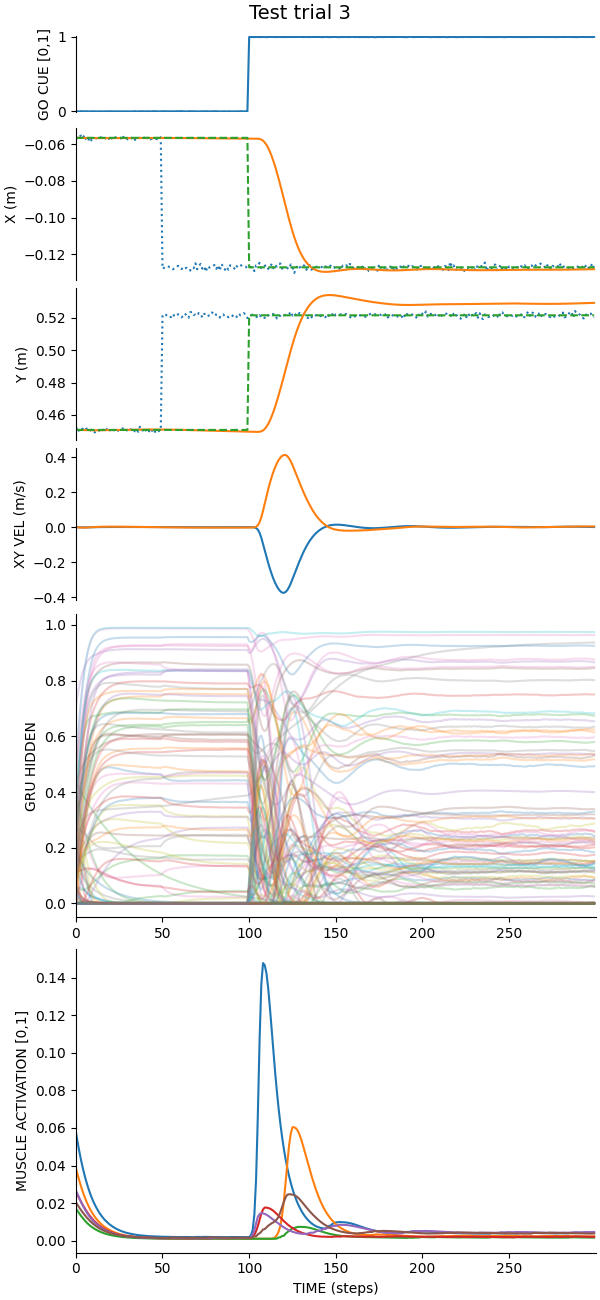 Test trial 3
GO CUE [0,1]
1
0
X (m)
−0.06
−0.08
−0.10
−0.12
Y (m)
0.52
0.50
0.48
0.46
XY VEL (m/s)
0.4
0.2
0.0
−0.2
−0.4
GRU HIDDEN
1.0
0.8
0.6
0.4
0.2
0.0
0 50 100 150 200 250
MUSCLE ACTIVATION [0,1]
0.14
0.12
0.10
0.08
0.06
0.04
0.02
0.00
0 50 100 150 200 250
TIME (steps)